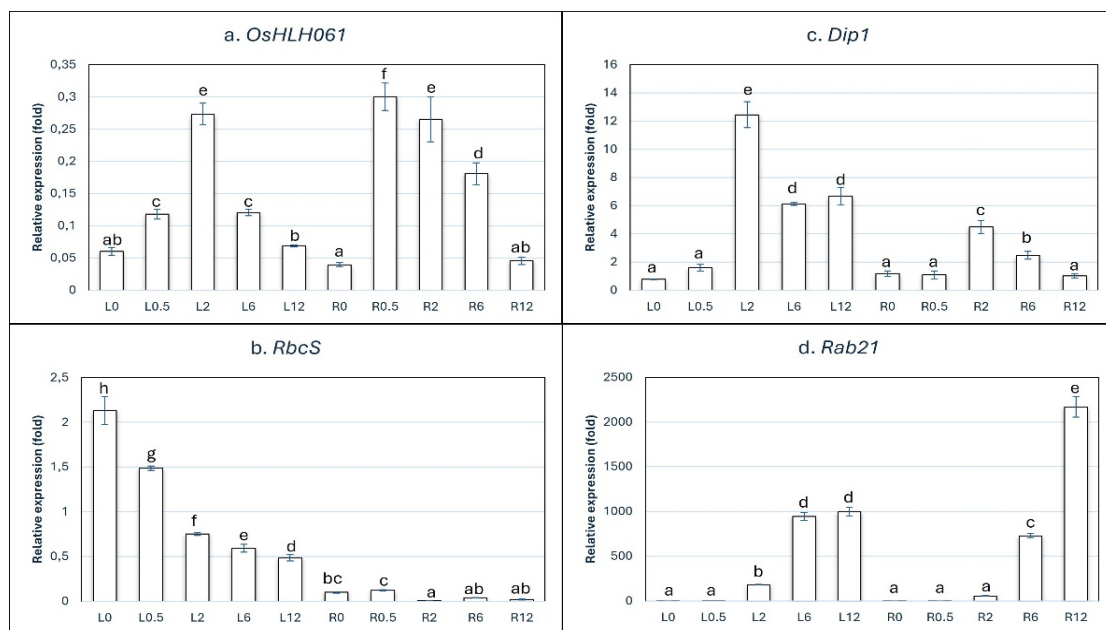 a. OsHLH061
Relative expression (fold)
0,35
0,3
0,25
0,2
0,15
0,1
0,05
0
ab
c
e
c
b
a
f
e
d
ab
L0 L0.5 L2 L6 L12 R0 R0.5 R2 R6 R12
c. Dip1
Relative expression (fold)
16
14
12
10
8
6
4
2
0
a
a
e
d
d
a
a
c
b
a
L0 L0.5 L2 L6 L12 R0 R0.5 R2 R6 R12
b. RbcS
Relative expression (fold)
2,5
2
1,5
1
0,5
0
h
g
f
e
d
bc
c
a
ab
ab
L0 L0.5 L2 L6 L12 R0 R0.5 R2 R6 R12
d. Rab21
Relative expression (fold)
2500
2000
1500
1000
500
0
a
a
b
d
d
a
a
a
c
e
L0 L0.5 L2 L6 L12 R0 R0.5 R2 R6 R12